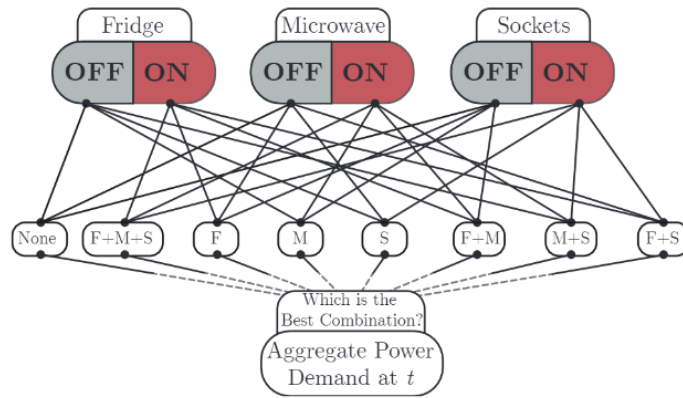 Fridge
Microwave
Sockets
OFF ON
OFF ON
OFF ON
None
F+M+S
F
M
S
F+M
M+S
F+S
Which is the
Best Combination?
Aggregate Power
Demand at t